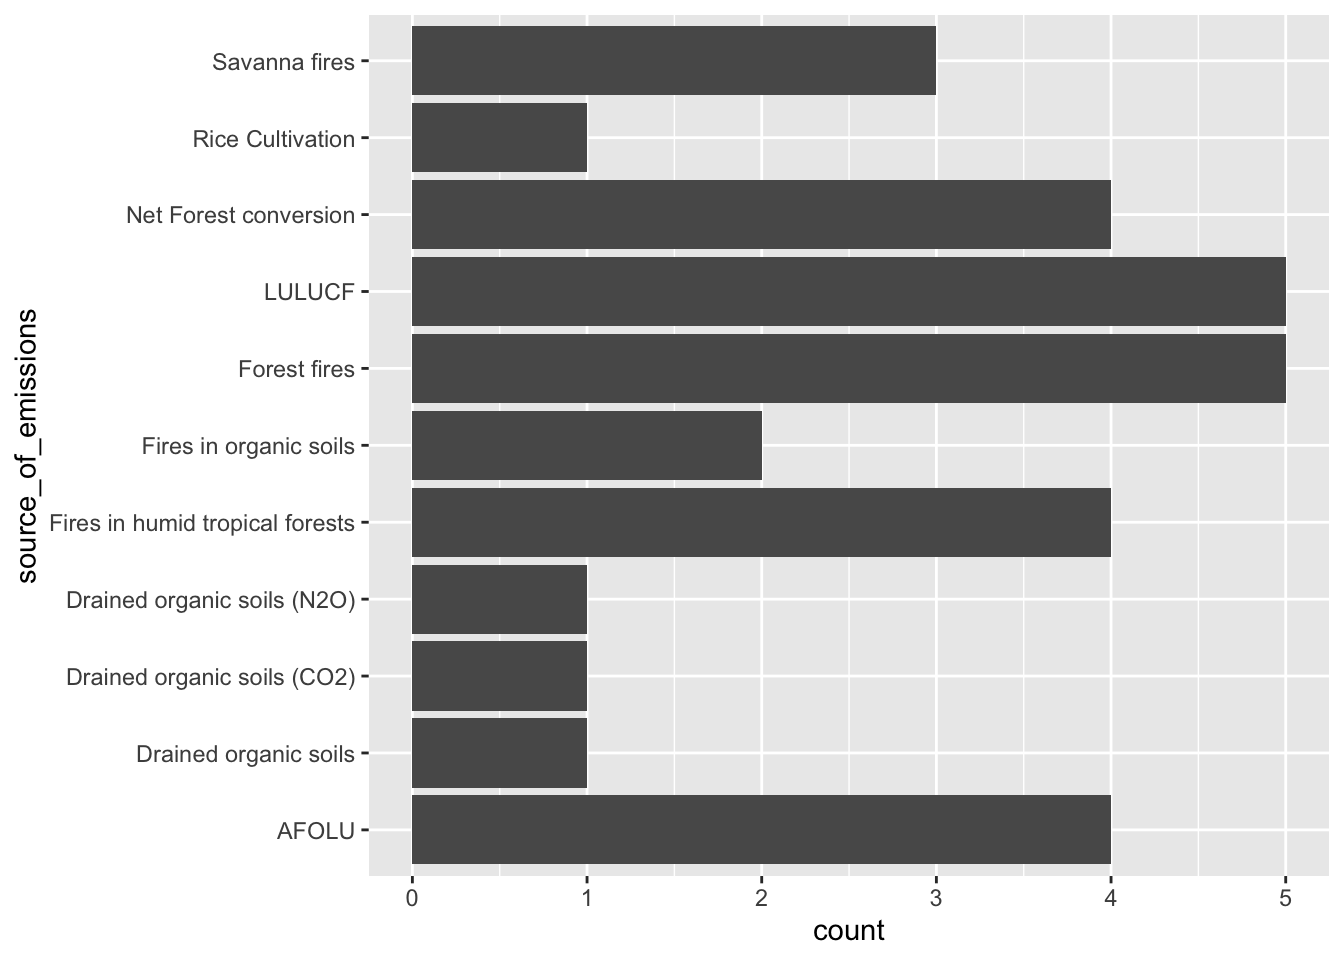 Savanna fires
Rice Cultivation
Net Forest conversion
LULUCF
Forest fires
Fires in organic soils
Fires in humid tropical forests
Drained organic soils (N2O)
Drained organic soils (CO2)
Drained organic soils
AFOLU
source_of_emissions
0 1 2 3 4 5
count